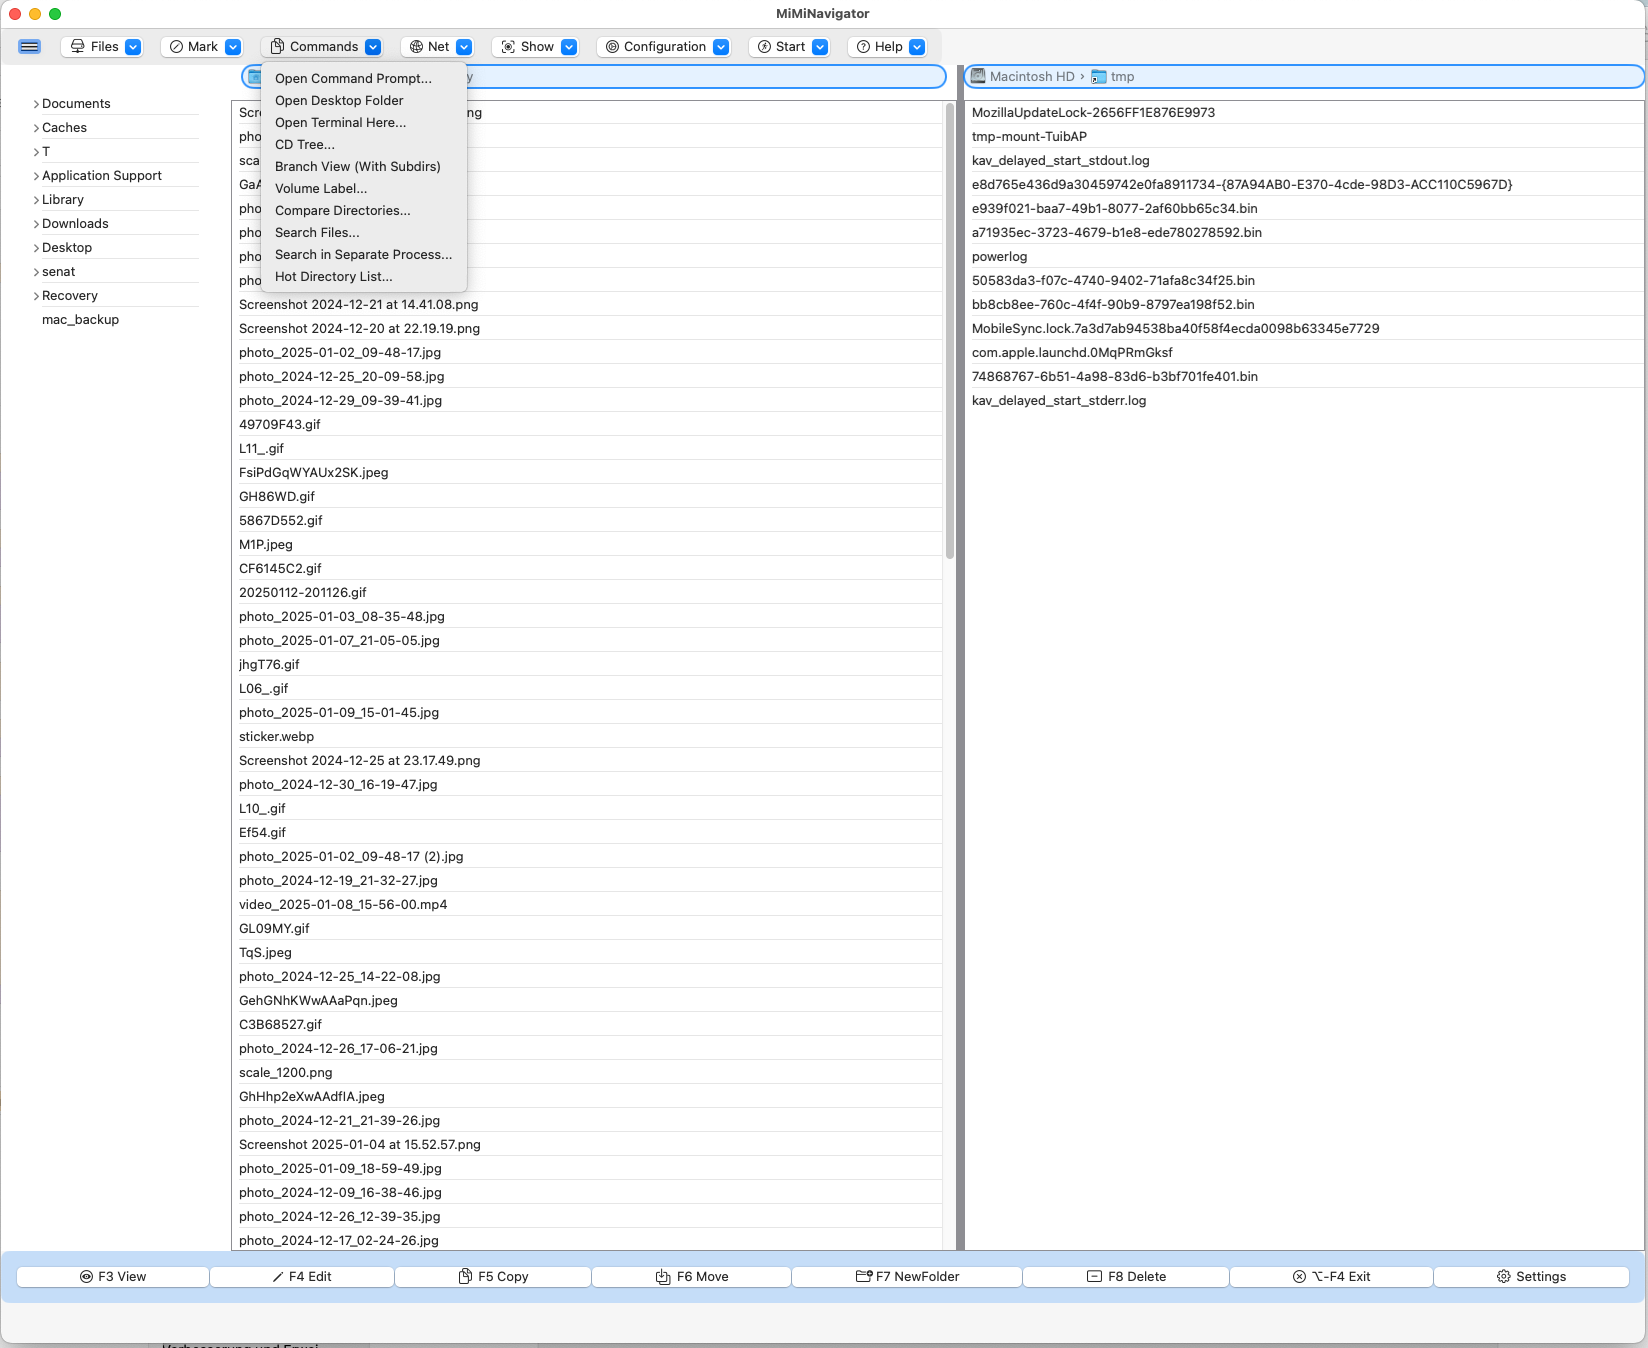 MiMiNavigator
Files Mark Commands Net Show Configuration Start Help
Open Command Prompt...
Open Desktop Folder
Open Terminal Here...
CD Tree...
Branch View (With Subdirs)
Volume Label...
Compare Directories...
Search Files...
Search in Separate Process...
Hot Directory List...
Macintosh HD › tmp
Documents
Caches
T
Application Support
Library
Downloads
Desktop
senat
Recovery
mac_backup
Screenshot 2024-12-21 at 14.41.08.png
Screenshot 2024-12-20 at 22.19.19.png
photo_2025-01-02_09-48-17.jpg
photo_2024-12-25_20-09-58.jpg
photo_2024-12-29_09-39-41.jpg
49709F43.gif
L11_.gif
FsiPdGqWYAUx2SK.jpeg
GH86WD.gif
5867D552.gif
M1P.jpeg
CF6145C2.gif
20250112-201126.gif
photo_2025-01-03_08-35-48.jpg
photo_2025-01-07_21-05-05.jpg
jhgT76.gif
L06_.gif
photo_2025-01-09_15-01-45.jpg
sticker.webp
Screenshot 2024-12-25 at 23.17.49.png
photo_2024-12-30_16-19-47.jpg
L10_.gif
Ef54.gif
photo_2025-01-02_09-48-17 (2).jpg
photo_2024-12-19_21-32-27.jpg
video_2025-01-08_15-56-00.mp4
GL09MY.gif
TqS.jpeg
photo_2024-12-25_14-22-08.jpg
GehGNhKWwAAaPqn.jpeg
C3B68527.gif
photo_2024-12-26_17-06-21.jpg
scale_1200.png
GhHhp2eXwAAdfIA.jpeg
photo_2024-12-21_21-39-26.jpg
Screenshot 2025-01-04 at 15.52.57.png
photo_2025-01-09_18-59-49.jpg
photo_2024-12-09_16-38-46.jpg
photo_2024-12-26_12-39-35.jpg
photo_2024-12-17_02-24-26.jpg
MozillaUpdateLock-2656FF1E876E9973
tmp-mount-TuibAP
kav_delayed_start_stdout.log
e8d765e436d9a30459742e0fa8911734-{87A94AB0-E370-4cde-98D3-ACC110C5967D}
e939f021-baa7-49b1-8077-2af60bb65c34.bin
a71935ec-3723-4679-b1e8-ede780278592.bin
powerlog
50583da3-f07c-4740-9402-71afa8c34f25.bin
bb8cb8ee-760c-4f4f-90b9-8797ea198f52.bin
MobileSync.lock.7a3d7ab94538ba40f58f4ecda0098b63345e7729
com.apple.launchd.0MqPRmGksf
74868767-6b51-4a98-83d6-b3bf701fe401.bin
kav_delayed_start_stderr.log
F3 View F4 Edit F5 Copy F6 Move F7 NewFolder F8 Delete ⌥-F4 Exit Settings